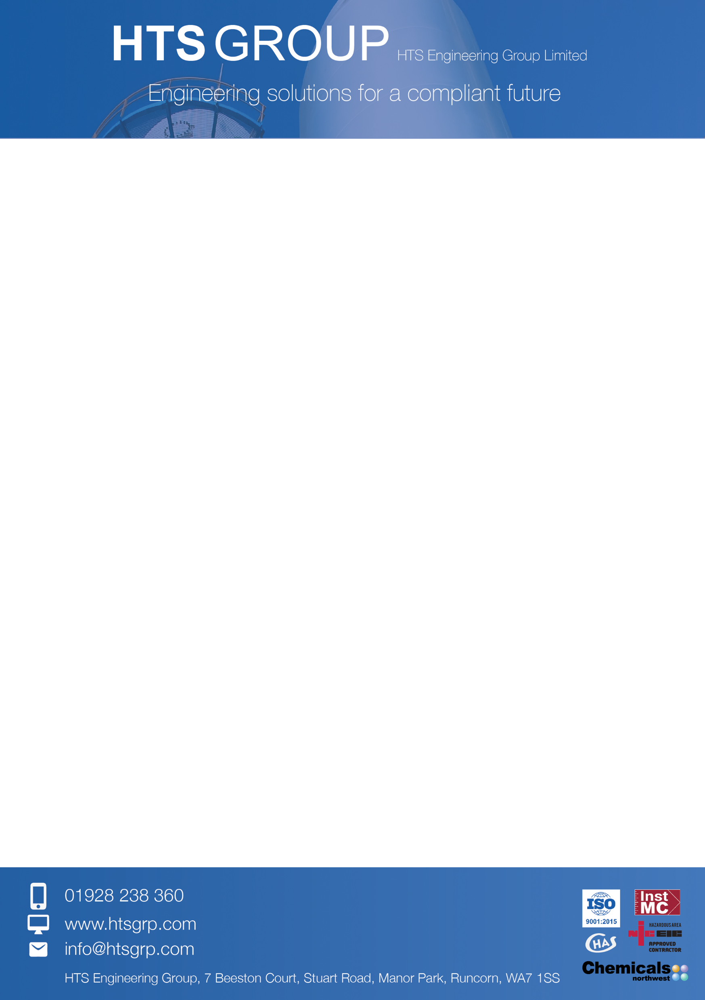 HTS GROUP HTS Engineering Group Limited
Engineering solutions for a compliant future
01928 238 360
www.htsgrp.com
info@htsgrp.com
HTS Engineering Group, 7 Beeston Court, Stuart Road, Manor Park, Runcorn, WA7 1SS
ISO
9001:2015
Inst
MC
CHAS
HAZARDOUS AREA
NICEIC
APPROVED
CONTRACTOR
Chemicals
northwest